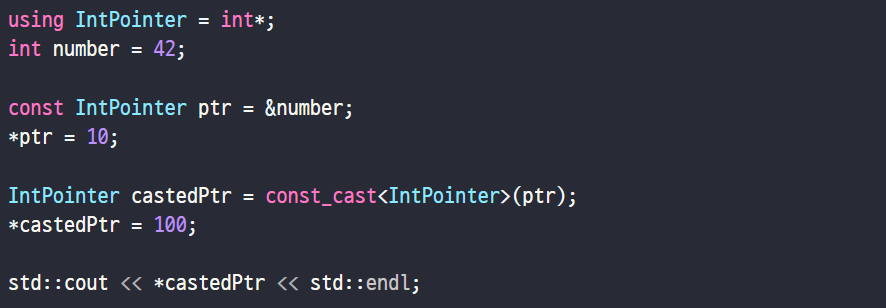 using IntPointer = int*;
int number = 42;
const IntPointer ptr = &number;
*ptr = 10;
IntPointer castedPtr = const_cast<IntPointer>(ptr);
*castedPtr = 100;
std::cout << *castedPtr << std::endl;